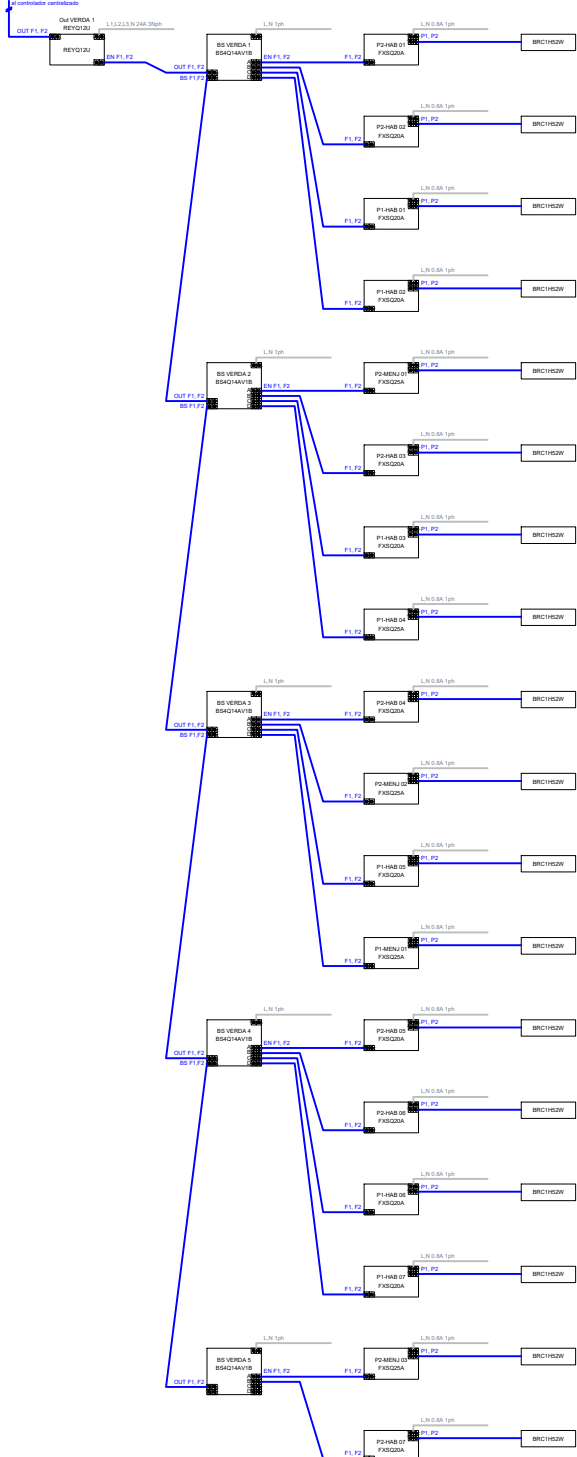 al controlador centralizado
Out VERDA 1
REYQ12U
L1,L2,L3,N 24A 3Nph
OUT F1, F2
REYQ12U
EN F1, F2
L,N 1ph
BS VERDA 1
BS4Q14AV1B
OUT F1, F2
BS F1,F2
A
B
C
D
EN F1, F2
F1, F2
L,N 0.8A 1ph
P2-HAB 01
FXSQ20A
P1, P2
BRC1H52W
L,N 0.8A 1ph
P2-HAB 02
FXSQ20A
P1, P2
BRC1H52W
F1, F2
L,N 0.8A 1ph
P1-HAB 01
FXSQ20A
P1, P2
BRC1H52W
F1, F2
L,N 0.8A 1ph
P1-HAB 02
FXSQ20A
P1, P2
BRC1H52W
F1, F2
L,N 1ph
BS VERDA 2
BS4Q14AV1B
OUT F1, F2
BS F1,F2
A
B
C
D
EN F1, F2
F1, F2
L,N 0.8A 1ph
P2-MENJ 01
FXSQ25A
P1, P2
BRC1H52W
L,N 0.8A 1ph
P2-HAB 03
FXSQ20A
P1, P2
BRC1H52W
F1, F2
L,N 0.8A 1ph
P1-HAB 03
FXSQ20A
P1, P2
BRC1H52W
F1, F2
L,N 0.8A 1ph
P1-HAB 04
FXSQ25A
P1, P2
BRC1H52W
F1, F2
L,N 1ph
BS VERDA 3
BS4Q14AV1B
OUT F1, F2
BS F1,F2
A
B
C
D
EN F1, F2
F1, F2
L,N 0.8A 1ph
P2-HAB 04
FXSQ20A
P1, P2
BRC1H52W
L,N 0.8A 1ph
P2-MENJ 02
FXSQ25A
P1, P2
BRC1H52W
F1, F2
L,N 0.8A 1ph
P1-HAB 05
FXSQ20A
P1, P2
BRC1H52W
F1, F2
L,N 0.8A 1ph
P1-MENJ 01
FXSQ25A
P1, P2
BRC1H52W
F1, F2
L,N 1ph
BS VERDA 4
BS4Q14AV1B
OUT F1, F2
BS F1,F2
A
B
C
D
EN F1, F2
F1, F2
L,N 0.8A 1ph
P2-HAB 05
FXSQ20A
P1, P2
BRC1H52W
L,N 0.8A 1ph
P2-HAB 06
FXSQ20A
P1, P2
BRC1H52W
F1, F2
L,N 0.8A 1ph
P1-HAB 06
FXSQ20A
P1, P2
BRC1H52W
F1, F2
L,N 0.8A 1ph
P1-HAB 07
FXSQ20A
P1, P2
BRC1H52W
F1, F2
L,N 1ph
BS VERDA 5
BS4Q14AV1B
OUT F1, F2
A
B
C
D
EN F1, F2
F1, F2
L,N 0.8A 1ph
P2-MENJ 03
FXSQ25A
P1, P2
BRC1H52W
L,N 0.8A 1ph
P2-HAB 07
FXSQ20A
P1, P2
BRC1H52W
F1, F2